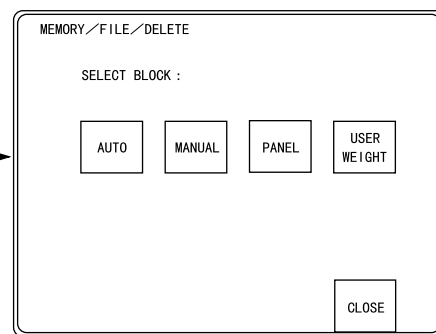 MEMORY／FILE／DELETE
SELECT BLOCK :
AUTO
MANUAL
PANEL
USER
WEIGHT
CLOSE